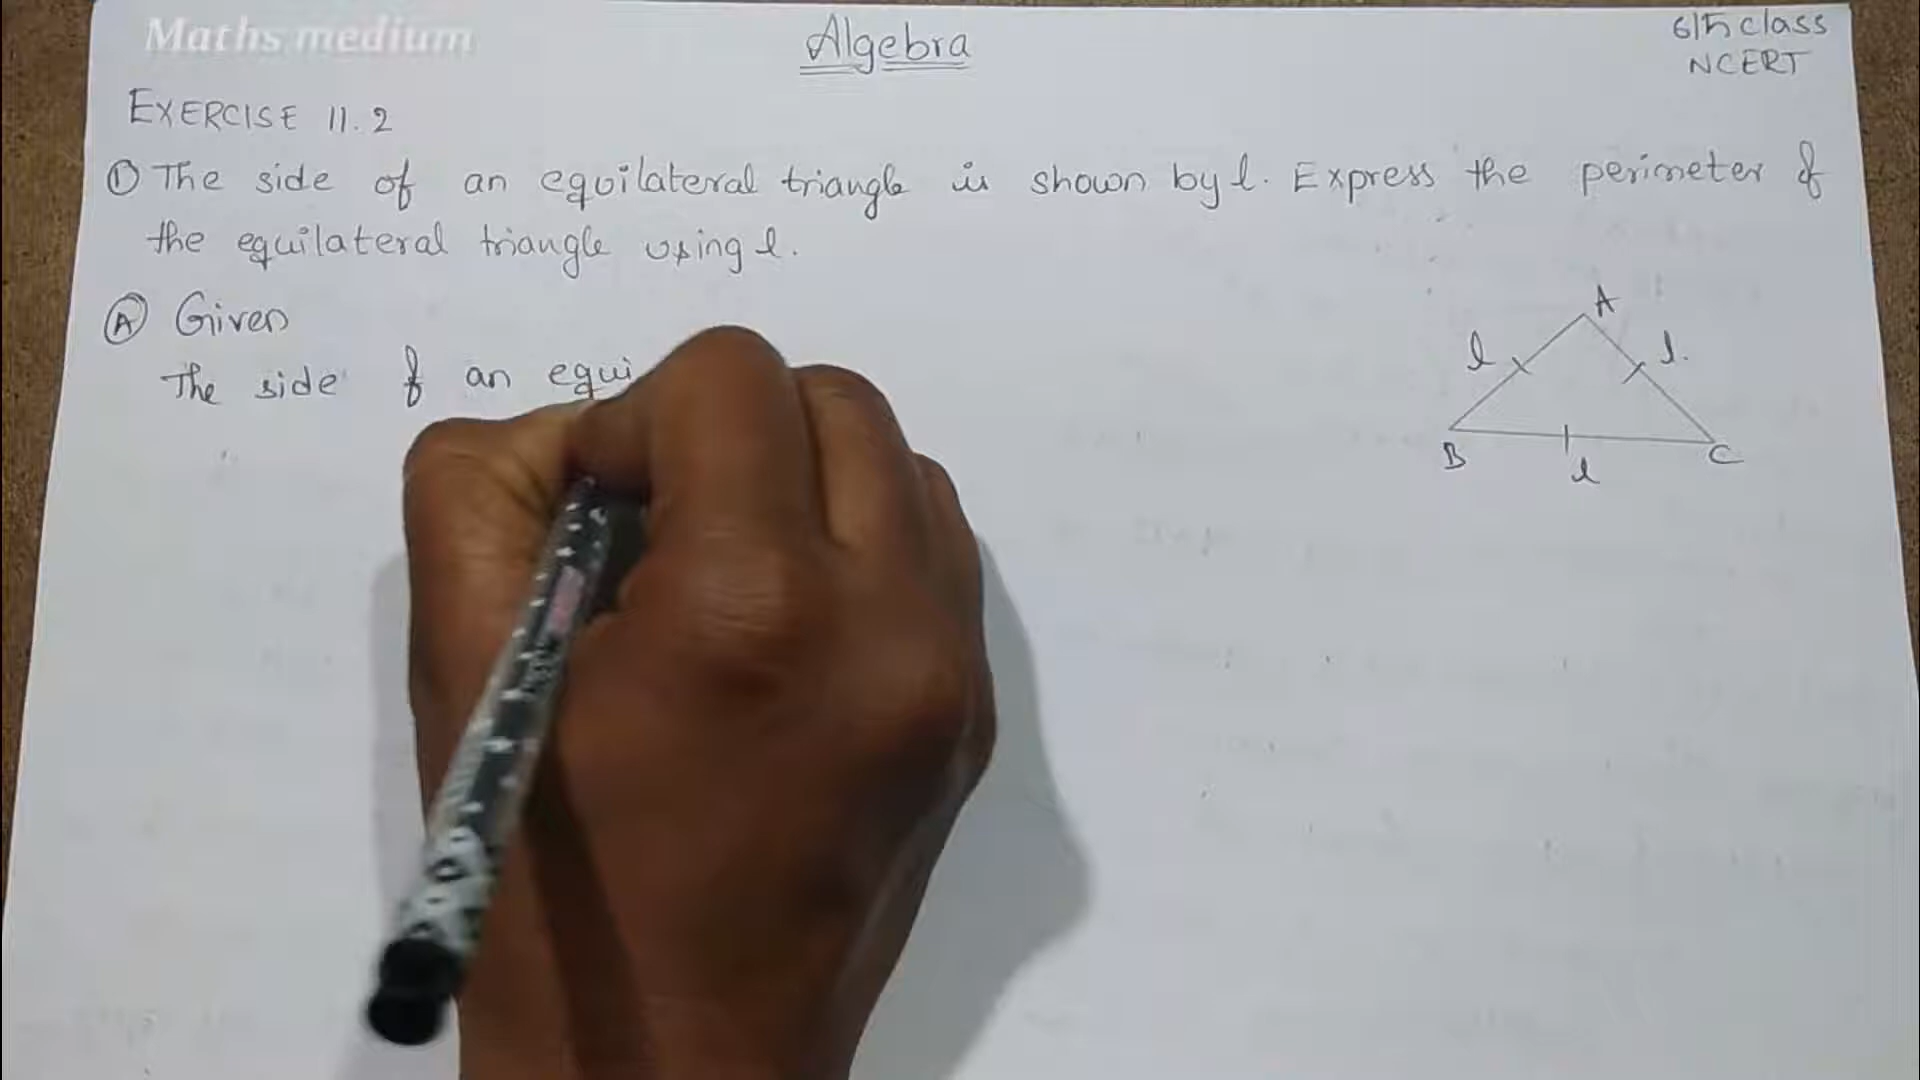 Maths medium
Algebra
6th class
NCERT
EXERCISE 11.2
① The side of an equilateral triangle is shown by l. Express the perimeter of
the equilateral triangle using l.
Ⓐ Given
The side of an equi
A
l
l.
B
C
l